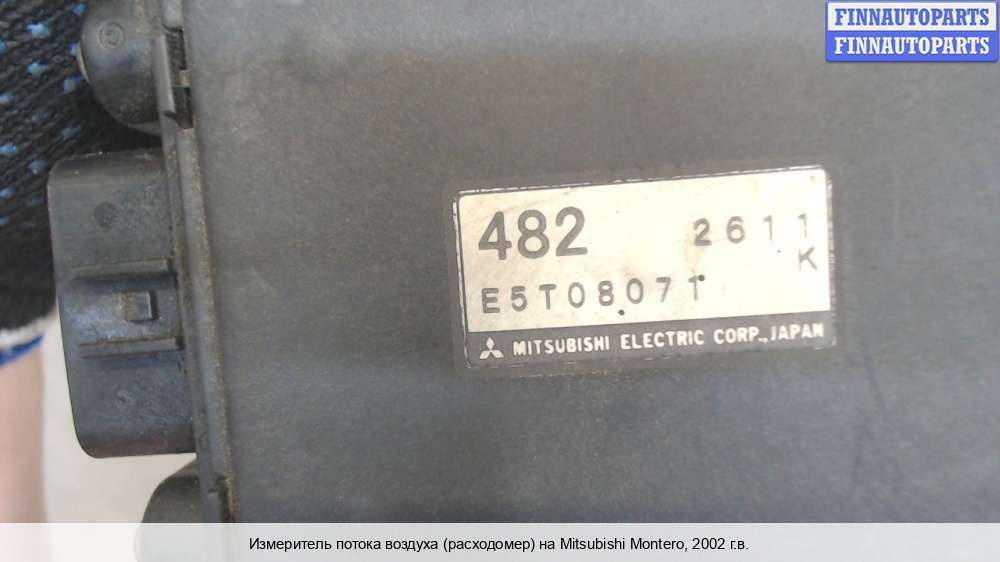 FINNAUTOPARTS
FINNAUTOPARTS
482 2611
K
E5T08071
MITSUBISHI ELECTRIC CORP., JAPAN
Измеритель потока воздуха (расходомер) на Mitsubishi Montero, 2002 г.в.